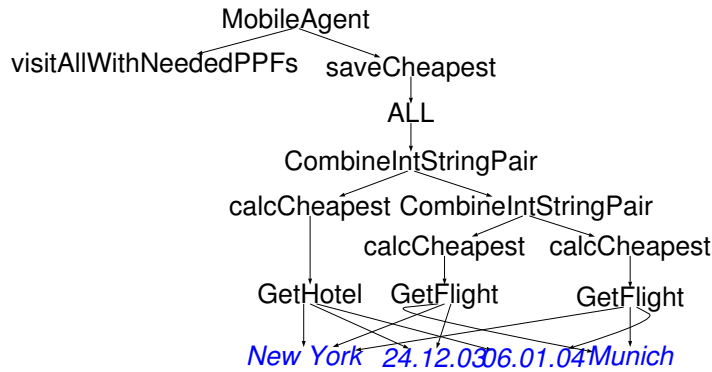 MobileAgent
visitAllWithNeededPPFs saveCheapest
ALL
CombineIntStringPair
calcCheapest CombineIntStringPair
calcCheapest calcCheapest
GetHotel GetFlight GetFlight
New York 24.12.03 06.01.04 Munich